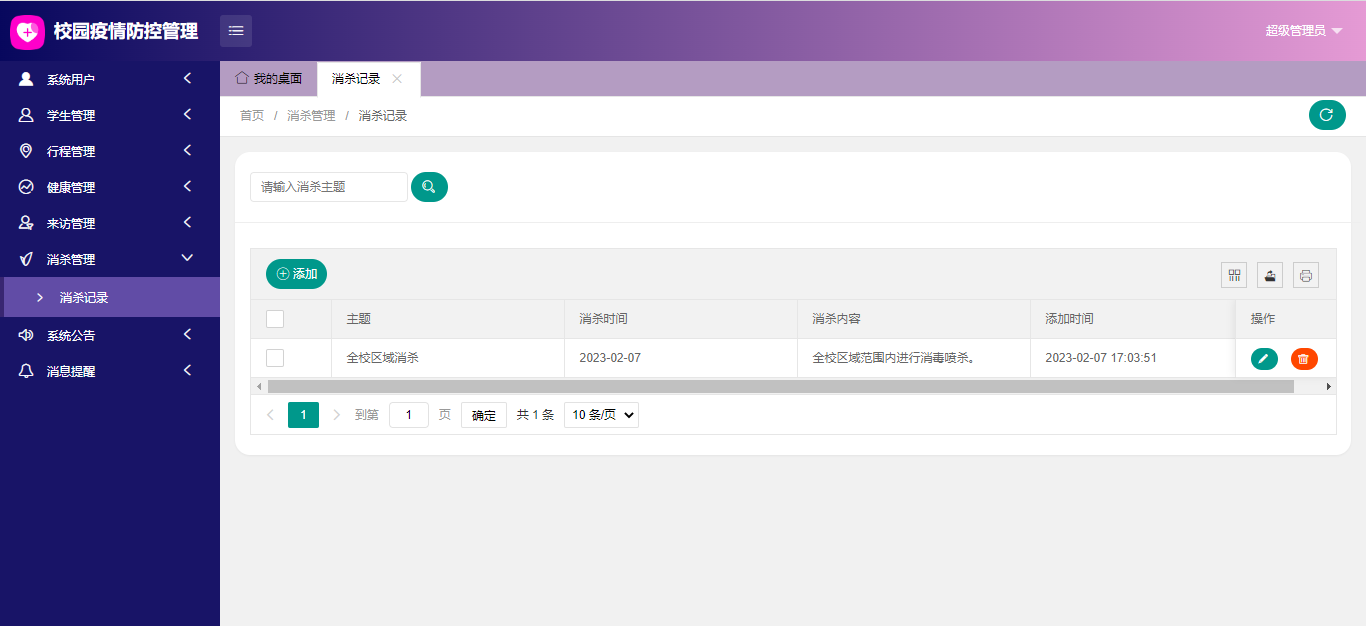 校园疫情防控管理
超级管理员
系统用户
学生管理
行程管理
健康管理
来访管理
消杀管理
消杀记录
系统公告
消息提醒
我的桌面 消杀记录
首页 / 消杀管理 / 消杀记录
请输入消杀主题
添加
主题 消杀时间 消杀内容 添加时间 操作
全校区域消杀 2023-02-07 全校区域范围内进行消毒喷杀。 2023-02-07 17:03:51
1 到第 1 页 确定 共 1 条 10 条/页